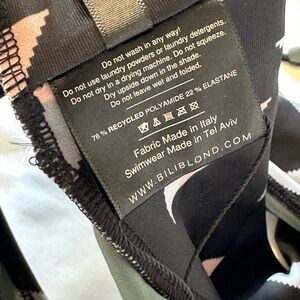 Do not wash in any way!
Do not use laundry powders or laundry detergents.
Do not dry in a drying machine. Do not squeeze.
Dry upside down in the shade.
Do not leave wet and folded.
76 % RECYCLED POLYAMIDE 22 % ELASTANE
Fabric Made in Italy
Swimwear Made in Tel Aviv
WWW.BILIBLOND.COM